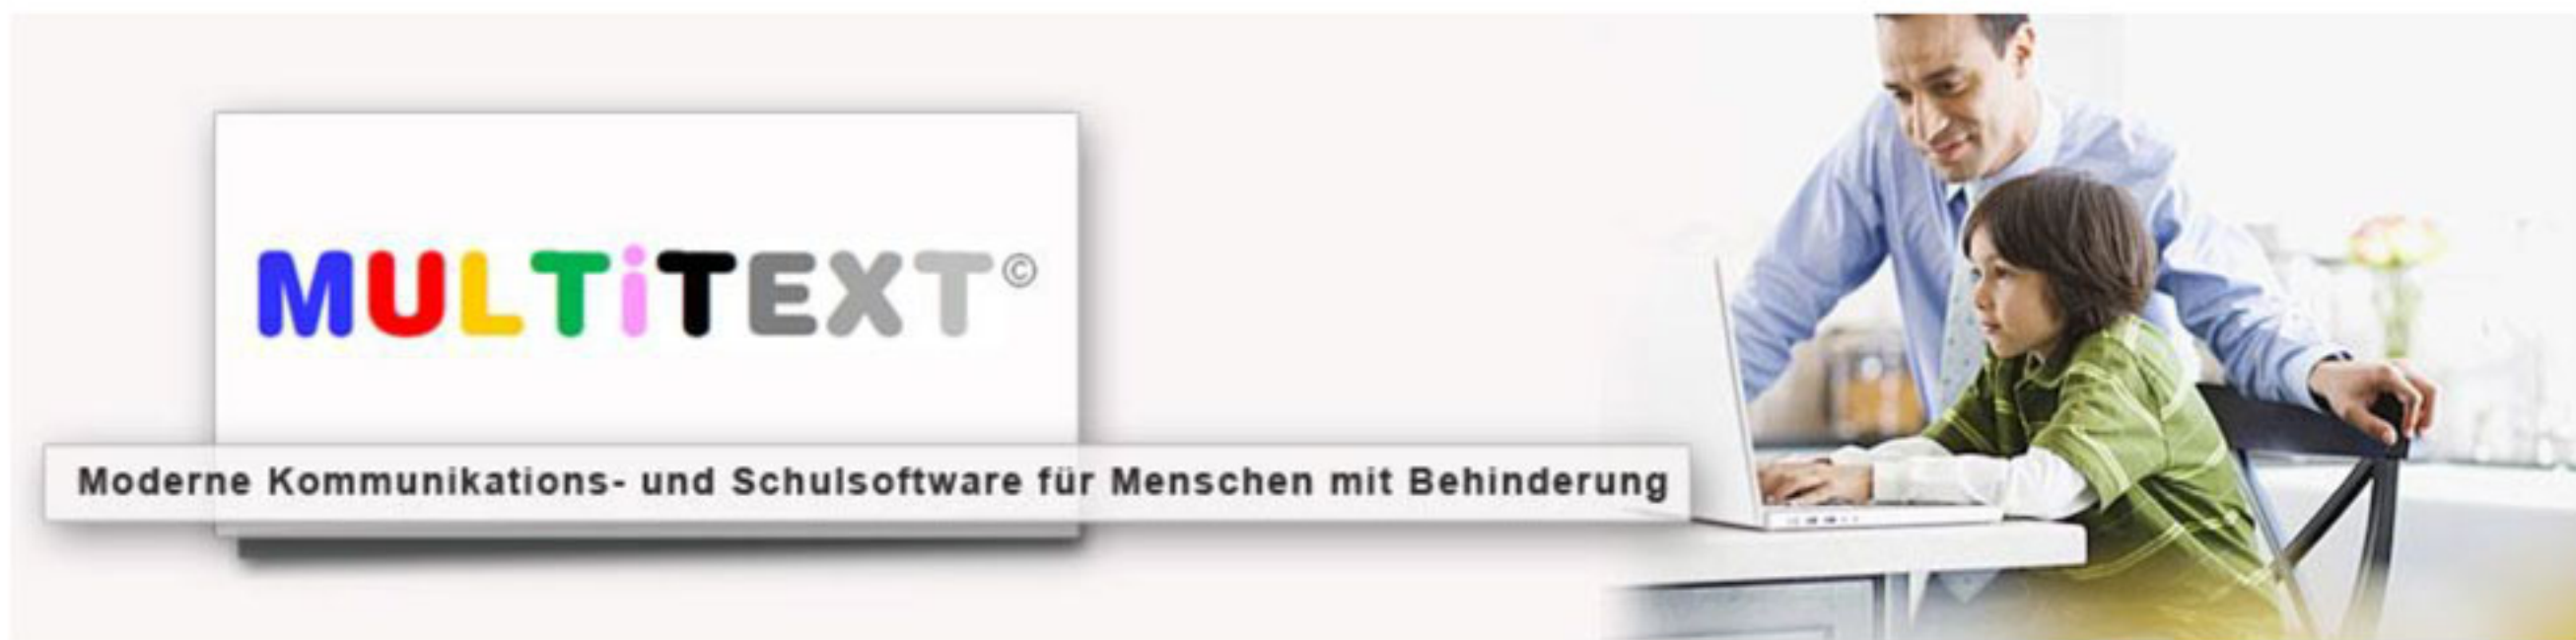 MULTiTEXT©
Moderne Kommunikations- und Schulsoftware für Menschen mit Behinderung